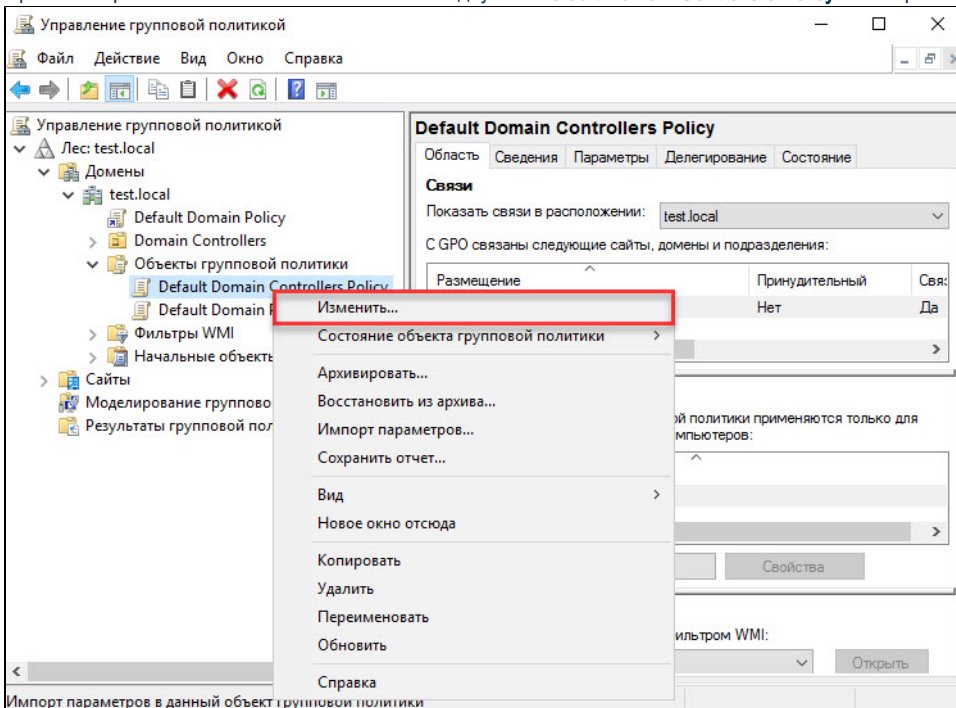 Управление групповой политикой
Файл Действие Вид Окно Справка
Управление групповой политикой
Лес: test.local
Домены
test.local
Default Domain Policy
Domain Controllers
Объекты групповой политики
Default Domain Controllers Policy
Default Domain
Фильтры WMI
Начальные объекты
Сайты
Моделирование
Результаты групповой
Default Domain Controllers Policy
Область Сведения Параметры Делегирование Состояние
Связи
Показать связи в расположении: test.local
С GPO связаны следующие сайты, домены и подразделения:
Размещение Принудительный
Нет Да
политики применяются только для
Свойства
WMI:
Открыть
Изменить...
Состояние объекта групповой политики
Архивировать...
Восстановить из архива...
Импорт параметров...
Сохранить отчет...
Вид
Новое окно отсюда
Копировать
Удалить
Переименовать
Обновить
Справка
Импорт параметров в данный объект групповой политики